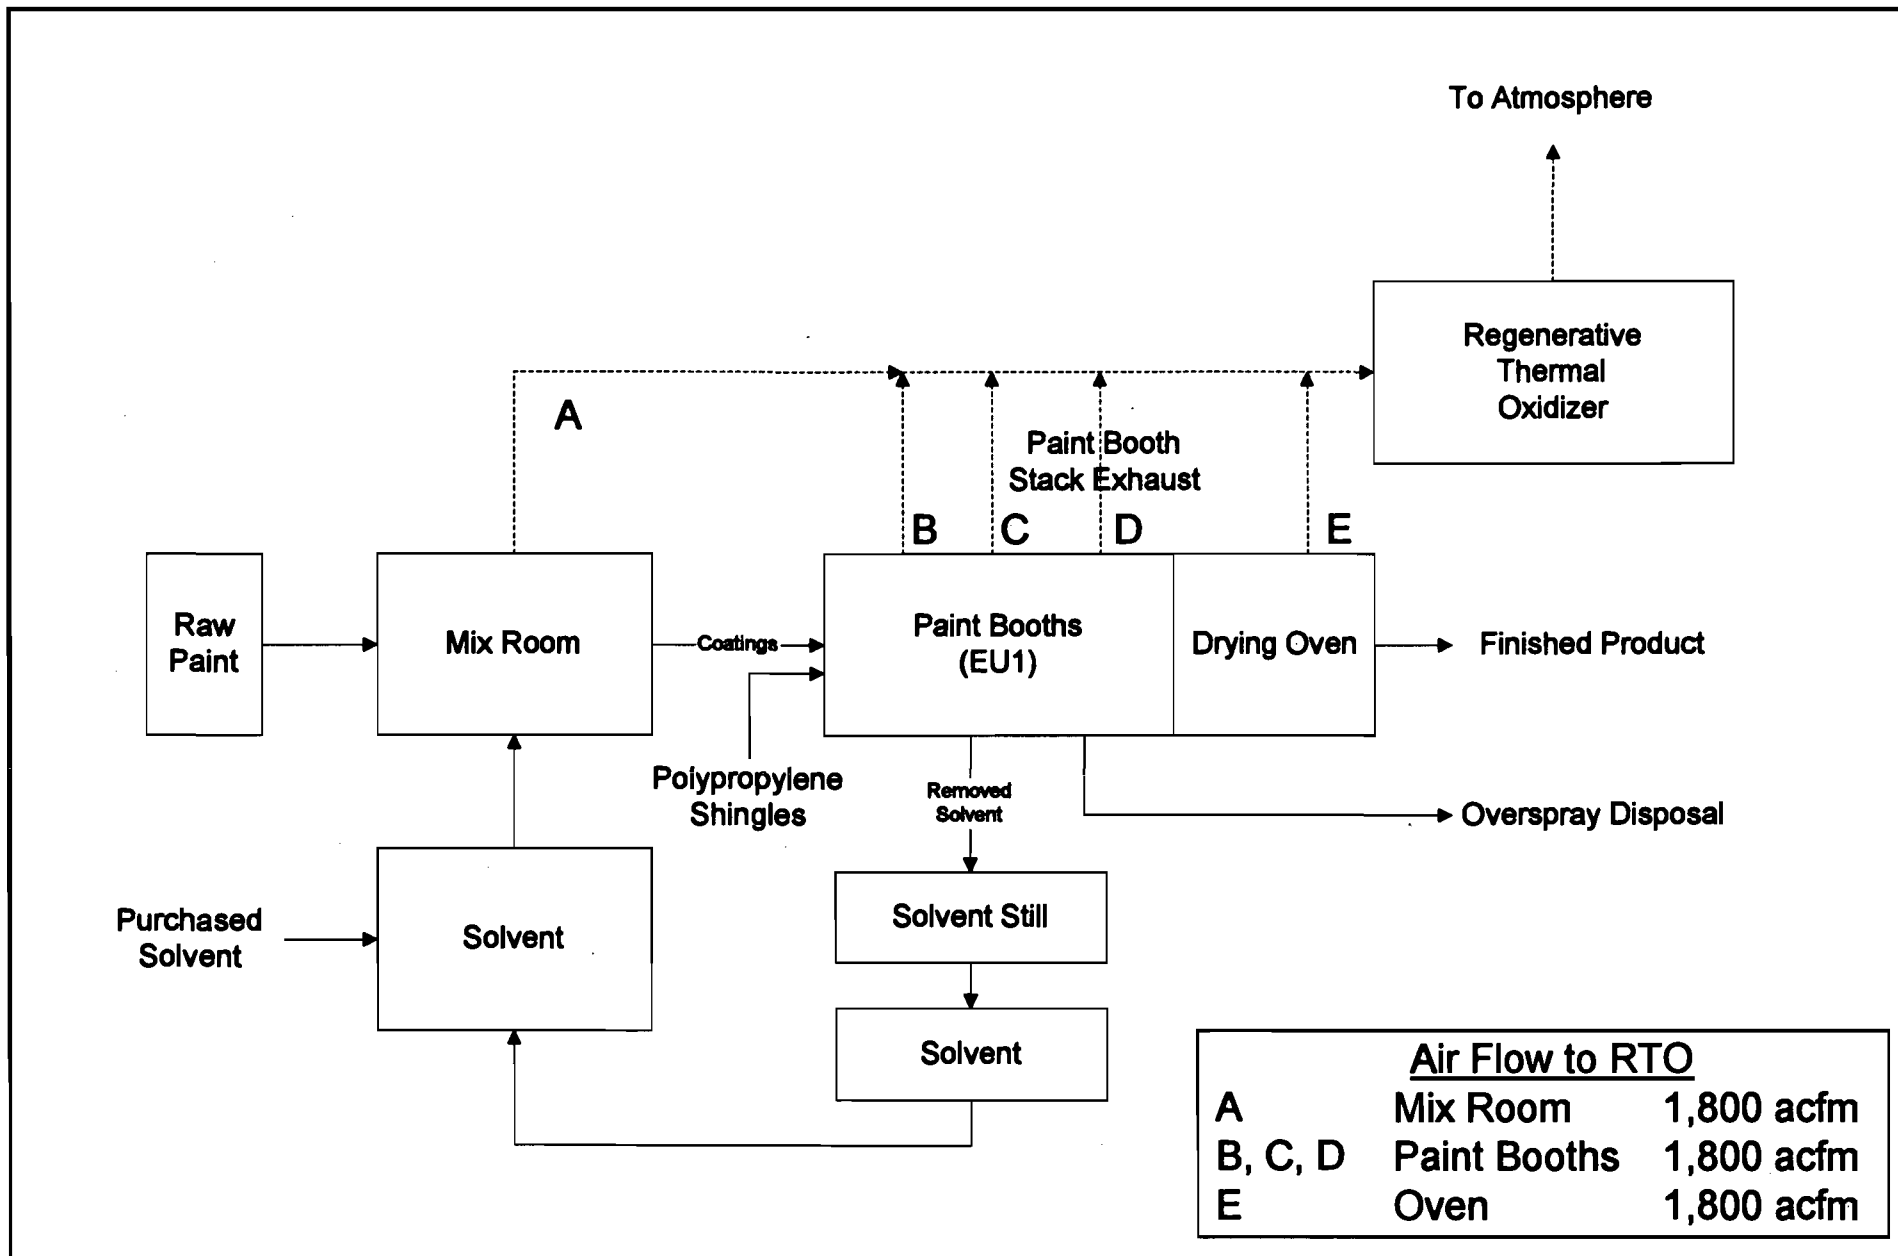 To Atmosphere
Regenerative
Thermal
Oxidizer
A
Paint Booth
Stack Exhaust
B
C
D
E
Raw
Paint
Mix Room
Coatings
Paint Booths
(EU1)
Drying Oven
Finished Product
Polypropylene
Shingles
Removed
Solvent
Overspray Disposal
Purchased
Solvent
Solvent
Solvent Still
Solvent
Air Flow to RTO
A Mix Room 1,800 acfm
B, C, D Paint Booths 1,800 acfm
E Oven 1,800 acfm